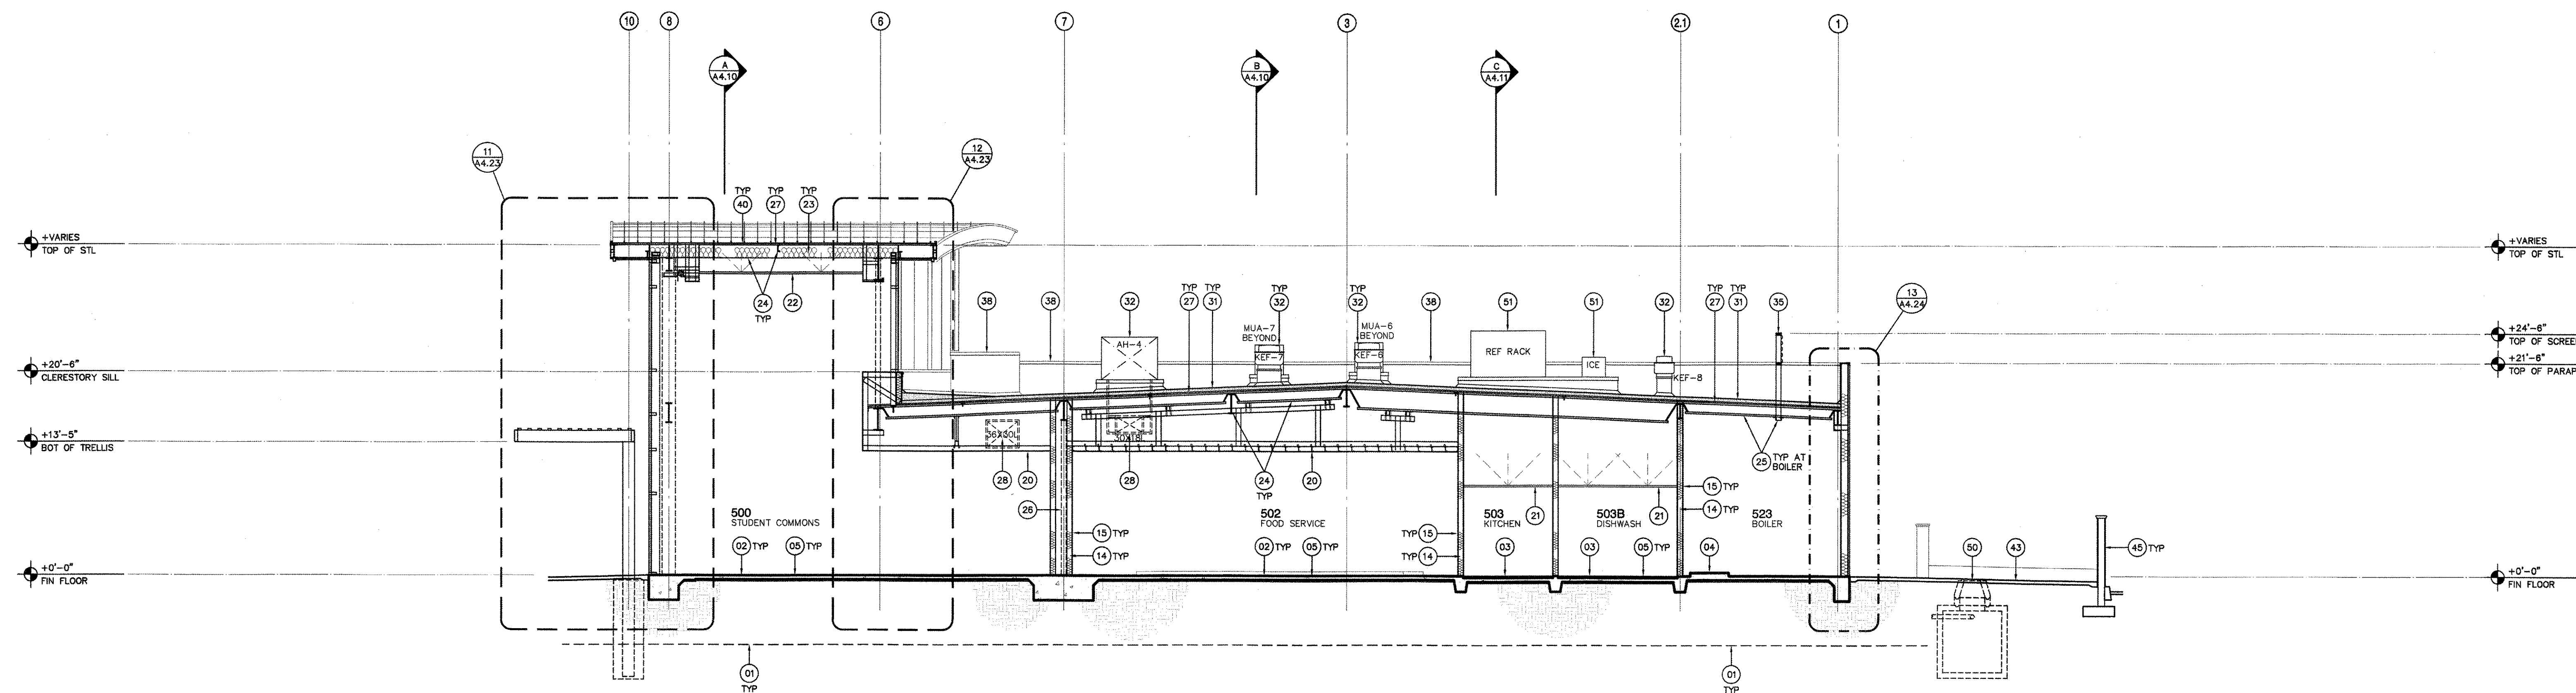 10
8
6
7
3
2.1
1
A
A4.10
B
A4.10
C
A4.11
11
A4.23
12
A4.23
TYP
40
TYP
27
TYP
23
+VARIES
TOP OF STL
+VARIES
TOP OF STL
24
TYP
22
38
38
32
TYP
27
TYP
31
TYP
32
TYP
32
38
51
51
32
TYP
27
TYP
31
35
13
A4.24
MUA-7
BEYOND
MUA-6
BEYOND
+24'-6"
TOP OF SCREE
AH-4
KEF-7
KEF-6
REF RACK
ICE
KEF-8
+20'-6"
CLERESTORY SILL
+21'-6"
TOP OF PARAP
+13'-5"
BOT OF TRELLIS
36X30L
30X18L
28
20
28
24
TYP
20
25 TYP AT
BOILER
26
15 TYP
14 TYP
TYP 15
TYP 14
21
21
15 TYP
14 TYP
500
STUDENT COMMONS
502
FOOD SERVICE
503
KITCHEN
503B
DISHWASH
523
BOILER
02 TYP
05 TYP
02 TYP
05 TYP
03
03
05 TYP
04
50
43
45 TYP
+0'-0"
FIN FLOOR
+0'-0"
FIN FLOOR
01
TYP
01
TYP